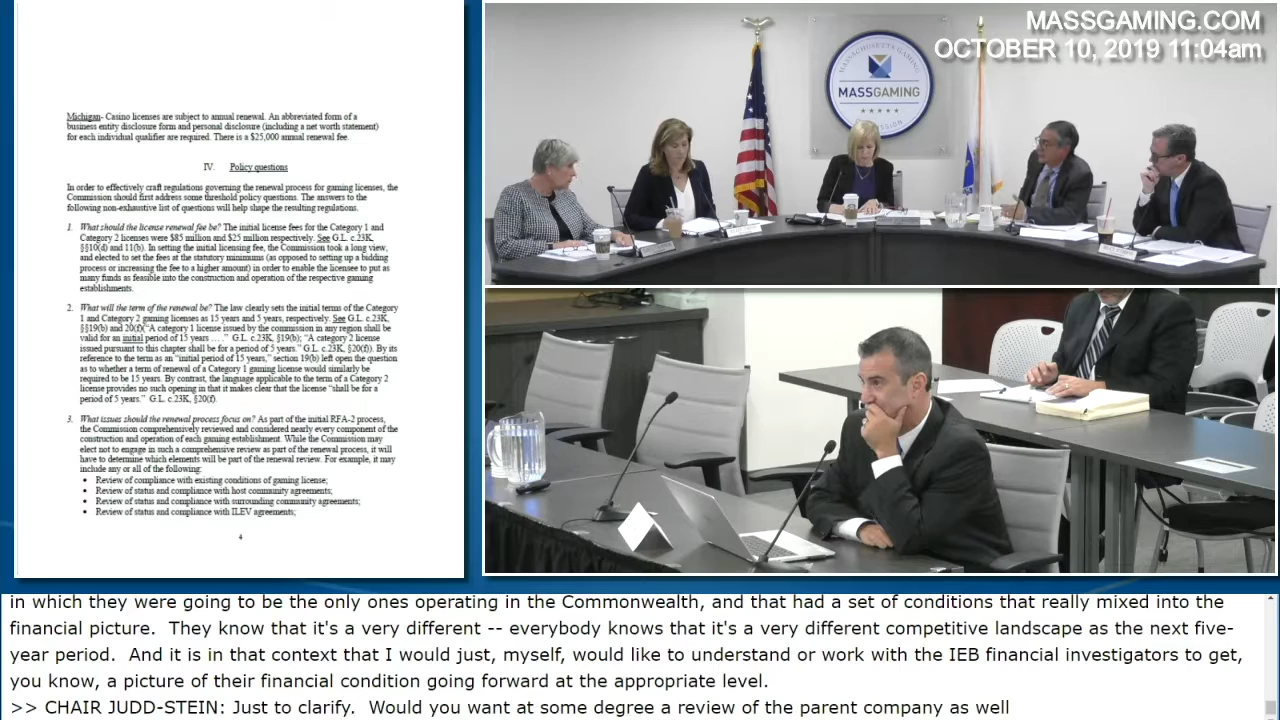 Michigan- Casino licenses are subject to annual renewal. An abbreviated form of a
business entity disclosure form and personal disclosure (including a net worth statement)
for each individual qualifier are required. There is a $25,000 annual renewal fee.
IV. Policy questions
In order to effectively craft regulations governing the renewal process for gaming licenses, the
Commission should first address some threshold policy questions. The answers to the
following non-exhaustive list of questions will help shape the resulting regulations.
1. What should the license renewal fee be? The initial license fees for the Category 1 and
Category 2 licenses were $85 million and $25 million respectively. See G.L. c.23K,
§§10(d) and 11(b). In setting the initial licensing fee, the Commission took a long view,
and elected to set the fees at the statutory minimums (as opposed to setting up a bidding
process or increasing the fee to a higher amount) in order to enable the licensee to put as
many funds as feasible into the construction and operation of the respective gaming
establishments.
2. What will the term of the renewal be? The law clearly sets the initial terms of the Category
1 and Category 2 gaming licenses as 15 years and 5 years, respectively. See G.L. c.23K,
§§19(b) and 20(f)("A category 1 license issued by the commission in any region shall be
valid for an initial period of 15 years . . . ." G.L. c.23K, §19(b); "A category 2 license
issued pursuant to this chapter shall be for a period of 5 years." G.L. c.23K, §20(f)). By its
reference to the term as an "initial period of 15 years," section 19(b) left open the question
as to whether a term of renewal of a Category 1 gaming license would similarly be
required to be 15 years. By contrast, the language applicable to the term of a Category 2
license provides no such opening in that it makes clear that the license "shall be for a
period of 5 years." G.L. c.23K, §20(f).
3. What issues should the renewal process focus on? As part of the initial RFA-2 process,
the Commission comprehensively reviewed and considered nearly every component of the
construction and operation of each gaming establishment. While the Commission may
elect not to engage in such a comprehensive review as part of the renewal process, it will
have to determine which elements will be part of the renewal review. For example, it may
include any or all of the following:
• Review of compliance with existing conditions of gaming license;
• Review of status and compliance with host community agreements;
• Review of status and compliance with surrounding community agreements;
• Review of status and compliance with ILEV agreements;
4
MASSGAMING.COM
OCTOBER 10, 2019 11:04am
MASSACHUSETTS GAMING
MASSGAMING
in which they were going to be the only ones operating in the Commonwealth, and that had a set of conditions that really mixed into the
financial picture. They know that it's a very different -- everybody knows that it's a very different competitive landscape as the next five-
year period. And it is in that context that I would just, myself, would like to understand or work with the IEB financial investigators to get,
you know, a picture of their financial condition going forward at the appropriate level.
>> CHAIR JUDD-STEIN: Just to clarify. Would you want at some degree a review of the parent company as well